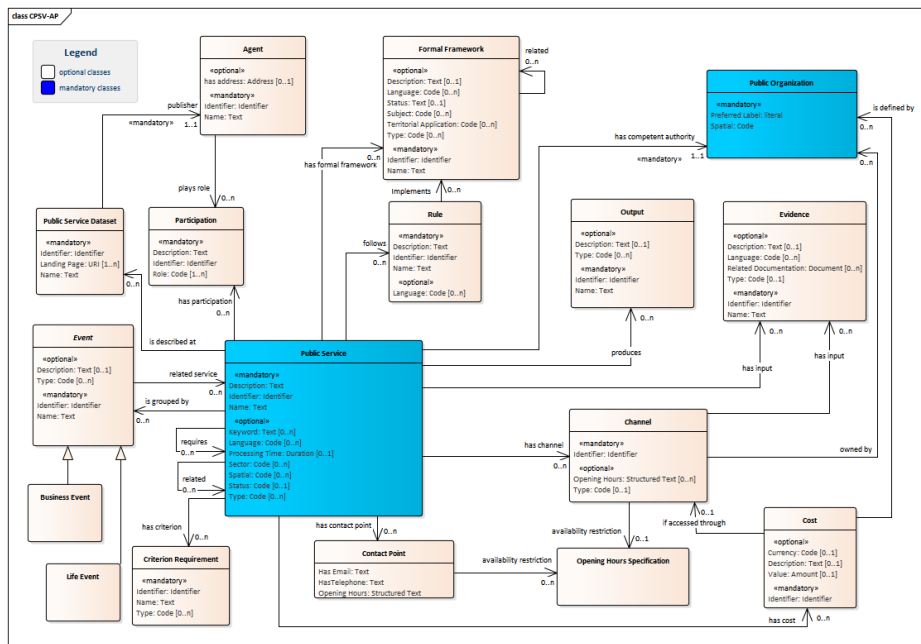 class CPSV-AP
Legend
optional classes
mandatory classes
Agent
«optional»
has address: Address [0..1]
«mandatory»
Identifier: Identifier
Name: Text
Formal Framework
«optional»
Description: Text [0..1]
Language: Code [0..n]
Status: Text [0..1]
Subject: Code [0..n]
Territorial Application: Code [0..n]
Type: Code [0..n]
«mandatory»
Identifier: Identifier
Name: Text
related
0..n
Public Organization
«mandatory»
Preferred Label: literal
Spatial: Code
is defined by
0..n
0..n
publisher
«mandatory»
1..1
has competent authority
1..1
«mandatory»
has formal framework
0..n
Implements
0..n
plays role
0..n
Public Service Dataset
«mandatory»
Identifier: Identifier
Landing Page: URI [1..n]
Name: Text
0..n
Participation
«mandatory»
Description: Text
Identifier: Identifier
Role: Code [1..n]
has participation
0..n
follows
0..n
Rule
«mandatory»
Description: Text
Identifier: Identifier
Name: Text
«optional»
Language: Code [0..n]
Output
«optional»
Description: Text [0..1]
Type: Code [0..n]
«mandatory»
Identifier: Identifier
Name: Text
0..n
Evidence
«optional»
Description: Text [0..1]
Language: Code [0..n]
Related Documentation: Document [0..n]
Type: Code [0..1]
«mandatory»
Identifier: Identifier
Name: Text
0..n
0..n
is described at
produces
has input
has input
Event
«optional»
Description: Text [0..1]
Type: Code [0..n]
«mandatory»
Identifier: Identifier
Name: Text
related service
0..n
is grouped by
0..n
Public Service
«mandatory»
Description: Text
Identifier: Identifier
Name: Text
«optional»
Keyword: Text [0..n]
Language: Code [0..n]
Processing Time: Duration [0..1]
Sector: Code [0..n]
Spatial: Code [0..n]
Status: Code [0..1]
Type: Code [0..n]
requires
0..n
related
0..n
has channel
0..n
Channel
«mandatory»
Identifier: Identifier
«optional»
Opening Hours: Structured Text [0..n]
Type: Code [0..1]
owned by
Business Event
Life Event
has criterion
0..n
has contact point
0..n
availability restriction
0..1
0..1
if accessed through
Criterion Requirement
«mandatory»
Identifier: Identifier
Name: Text
Type: Code [0..n]
Contact Point
Has Email: Text
HasTelephone: Text
Opening Hours: Structured Text
availability restriction
0..n
Opening Hours Specification
Cost
«optional»
Currency: Code [0..1]
Description: Text [0..1]
Value: Amount [0..1]
«mandatory»
Identifier: Identifier
has cost
0..n